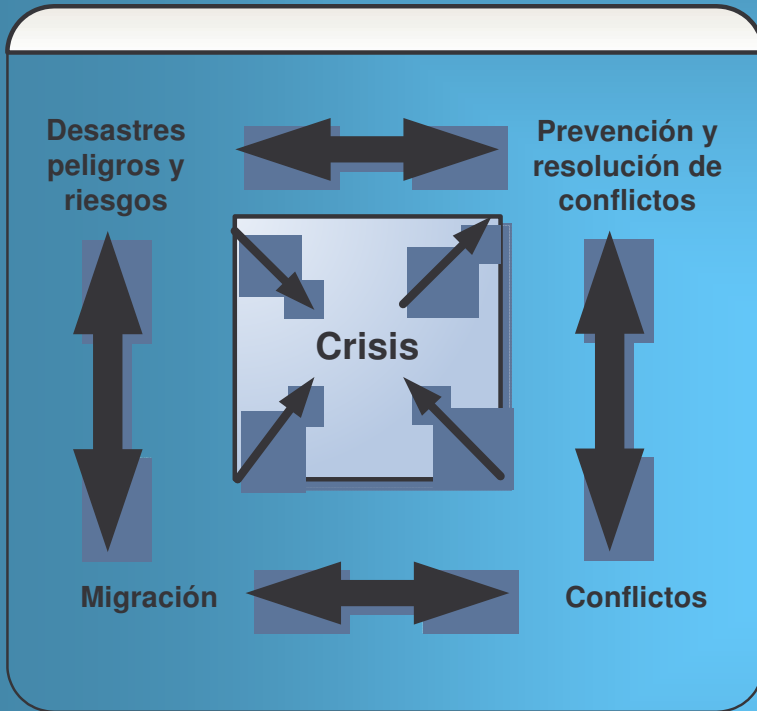 Desastres
peligros y
riesgos
Prevención y
resolución de
conflictos
Crisis
Migración
Conflictos